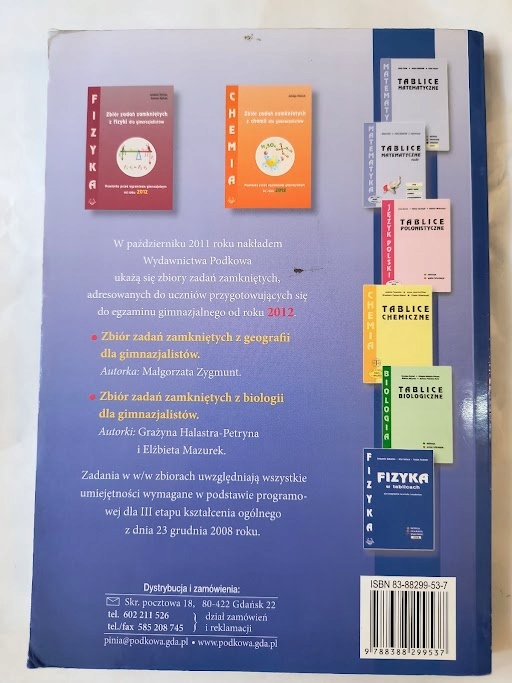 FIZYKA
Zbiór zadań zamkniętych
z fizyki dla gimnazjalistów
2012
CHEMIA
Zbiór zadań zamkniętych
z chemii dla gimnazjalistów
2012
MATEMATYKA
TABLICE
MATEMATYCZNE
MATEMATYKA
TABLICE
MATEMATYCZNE
JĘZYK POLSKI
TABLICE
POLONISTYCZNE
CHEMIA
TABLICE
CHEMICZNE
BIOLOGIA
TABLICE
BIOLOGICZNE
FIZYKA
FIZYKA
w tablicach
W październiku 2011 roku nakładem
Wydawnictwa Podkowa
ukażą się zbiory zadań zamkniętych,
adresowanych do uczniów przygotowujących się
do egzaminu gimnazjalnego od roku 2012.
• Zbiór zadań zamkniętych z geografii
dla gimnazjalistów.
Autorka: Małgorzata Zygmunt.
• Zbiór zadań zamkniętych z biologii
dla gimnazjalistów.
Autorki: Grażyna Halastra-Petryna
i Elżbieta Mazurek.
Zadania w w/w zbiorach uwzględniają wszystkie
umiejętności wymagane w podstawie programo-
wej dla III etapu kształcenia ogólnego
z dnia 23 grudnia 2008 roku.
Dystrybucja i zamówienia:
Skr. pocztowa 18, 80-422 Gdańsk 22
tel. 602 211 526 } dział zamówień
tel./fax 585 208 745 } i reklamacji
pinia@podkowa.gda.pl • www.podkowa.gda.pl
ISBN 83-88299-53-7
9 788388 299537